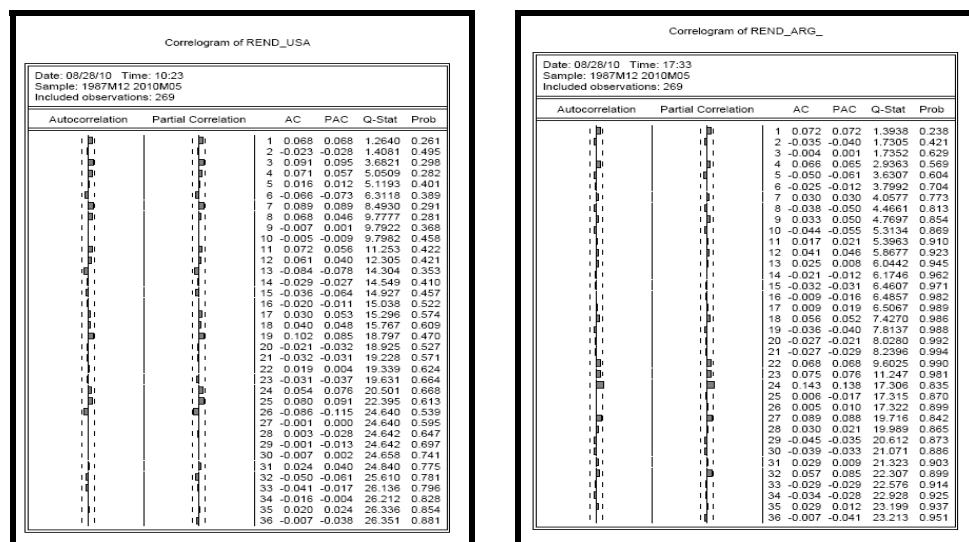 Correlogram of REND_USA
Date: 08/28/10 Time: 10:23
Sample: 1987M12 2010M05
Included observations: 269
Autocorrelation Partial Correlation AC PAC Q-Stat Prob
1 0.068 0.068 1.2640 0.261
2 -0.023 -0.028 1.4081 0.495
3 0.091 0.095 3.6821 0.298
4 0.071 0.057 5.0509 0.282
5 0.016 0.012 5.1193 0.401
6 -0.066 -0.073 6.3118 0.389
7 0.089 0.089 8.4930 0.291
8 0.068 0.046 9.7777 0.281
9 -0.007 0.001 9.7922 0.368
10 -0.005 -0.009 9.7982 0.458
11 0.072 0.056 11.253 0.422
12 0.061 0.040 12.305 0.421
13 -0.084 -0.078 14.304 0.353
14 -0.029 -0.027 14.549 0.410
15 -0.036 -0.064 14.927 0.457
16 -0.020 -0.011 15.038 0.522
17 0.030 0.053 15.296 0.574
18 0.040 0.048 15.767 0.609
19 0.102 0.085 18.797 0.470
20 -0.021 -0.032 18.925 0.527
21 -0.032 -0.031 19.228 0.571
22 0.019 0.004 19.339 0.624
23 -0.031 -0.037 19.631 0.664
24 0.054 0.076 20.501 0.668
25 0.080 0.091 22.395 0.613
26 -0.086 -0.115 24.640 0.539
27 -0.001 0.000 24.640 0.595
28 0.003 -0.028 24.642 0.647
29 -0.001 -0.013 24.642 0.697
30 -0.007 0.002 24.658 0.741
31 0.024 0.040 24.840 0.775
32 -0.050 -0.061 25.610 0.781
33 -0.041 -0.017 26.136 0.796
34 -0.016 -0.004 26.212 0.828
35 0.020 0.024 26.336 0.854
36 -0.007 -0.038 26.351 0.881
Correlogram of REND_ARG_
Date: 08/28/10 Time: 17:33
Sample: 1987M12 2010M05
Included observations: 269
Autocorrelation Partial Correlation AC PAC Q-Stat Prob
1 0.072 0.072 1.3938 0.238
2 -0.035 -0.040 1.7305 0.421
3 -0.004 0.001 1.7352 0.629
4 0.066 0.065 2.9363 0.569
5 -0.050 -0.061 3.6307 0.604
6 -0.025 -0.012 3.7992 0.704
7 0.030 0.030 4.0577 0.773
8 -0.038 -0.050 4.4661 0.813
9 0.033 0.050 4.7697 0.854
10 -0.044 -0.055 5.3134 0.869
11 0.017 0.021 5.3963 0.910
12 0.041 0.046 5.8677 0.923
13 0.025 0.008 6.0442 0.945
14 -0.021 -0.012 6.1746 0.962
15 -0.032 -0.031 6.4607 0.971
16 -0.009 -0.016 6.4857 0.982
17 0.009 0.019 6.5067 0.989
18 0.056 0.052 7.4270 0.986
19 -0.036 -0.040 7.8137 0.988
20 -0.027 -0.021 8.0280 0.992
21 -0.027 -0.029 8.2396 0.994
22 0.068 0.068 9.6025 0.990
23 0.075 0.076 11.247 0.981
24 0.143 0.138 17.306 0.835
25 0.006 -0.017 17.315 0.870
26 0.005 0.010 17.322 0.899
27 0.089 0.088 19.716 0.842
28 0.030 0.021 19.989 0.865
29 -0.045 -0.035 20.612 0.873
30 -0.039 -0.033 21.071 0.886
31 0.029 0.009 21.323 0.903
32 0.057 0.085 22.307 0.899
33 -0.029 -0.029 22.576 0.914
34 -0.034 -0.028 22.928 0.925
35 0.029 0.012 23.199 0.937
36 -0.007 -0.041 23.213 0.951